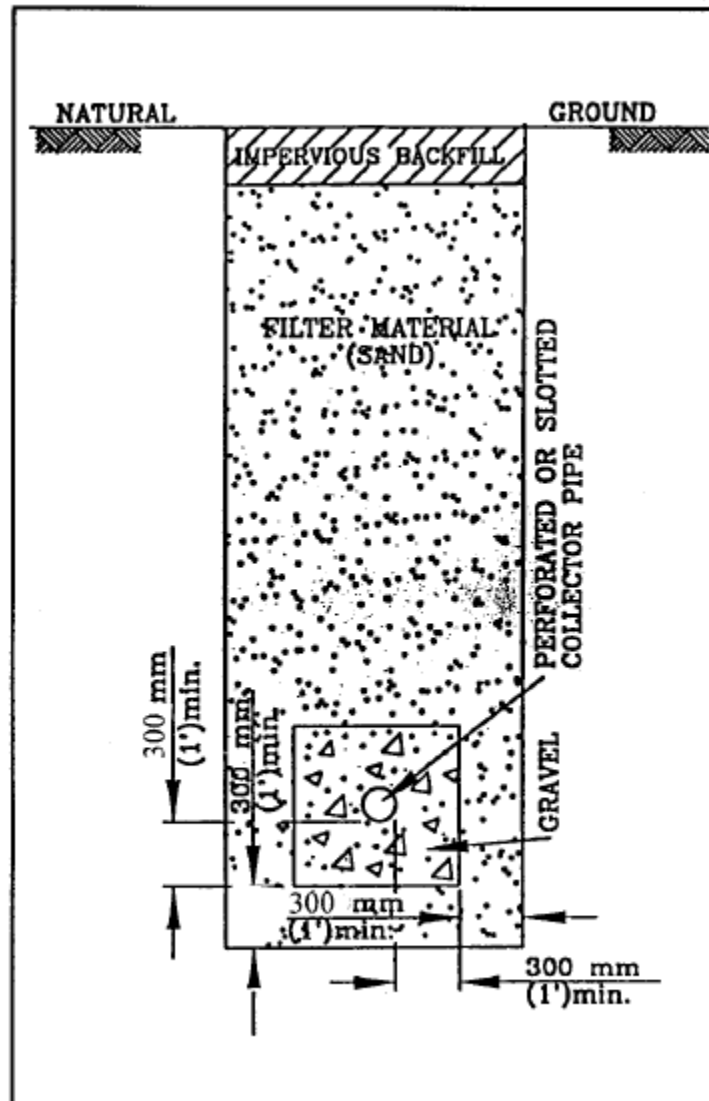 NATURAL
GROUND
IMPERVIOUS BACKFILL
FILTER MATERIAL
(SAND)
PERFORATED OR SLOTTED
COLLECTOR PIPE
300 mm
(1')min.
300 mm
(1')min.
GRAVEL
300 mm
(1')min.
300 mm
(1')min.